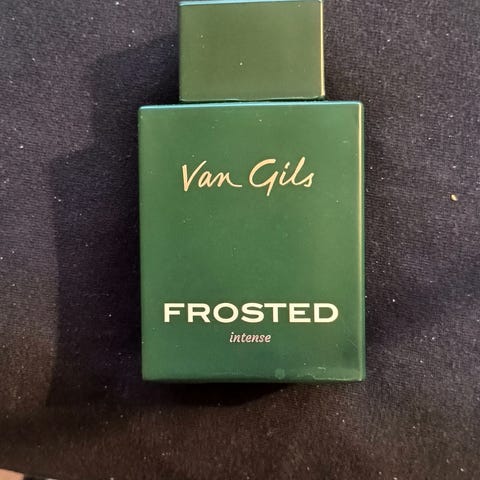 Van Gils
FROSTED
intense